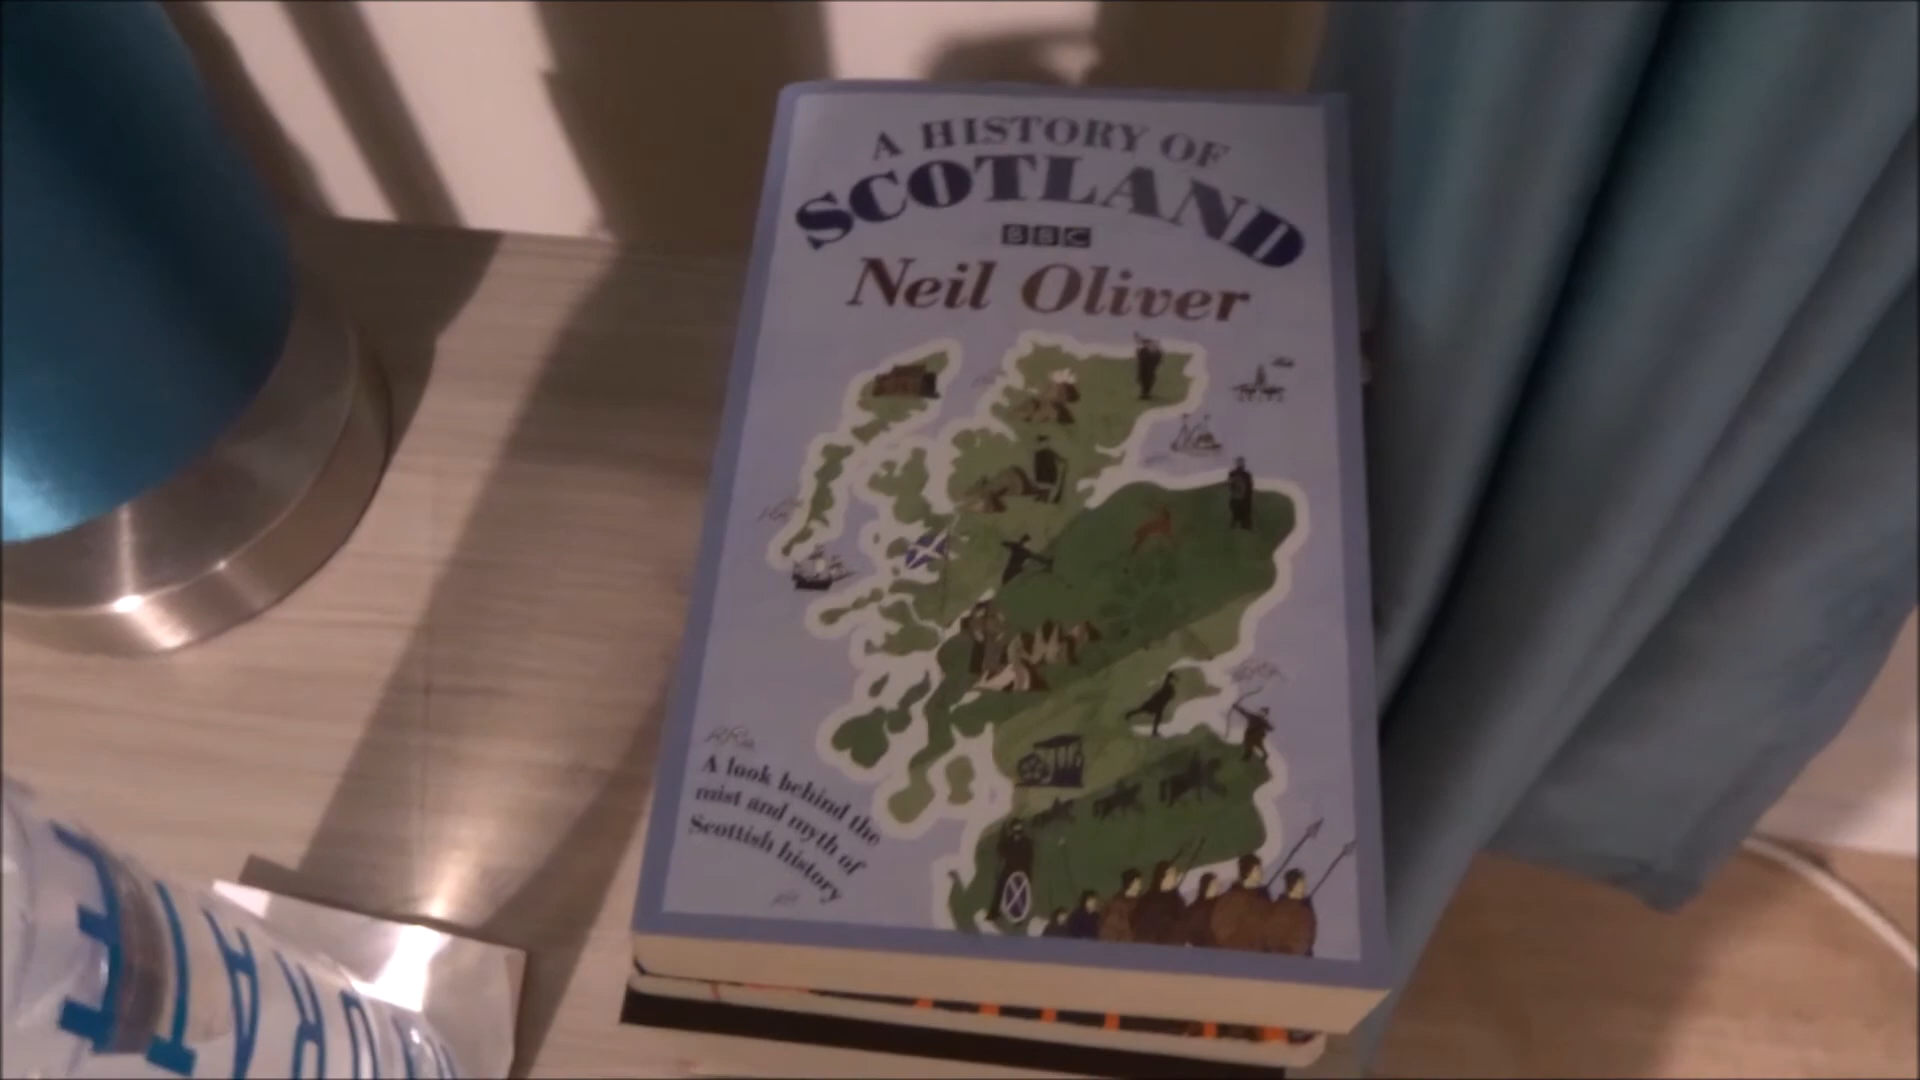 A HISTORY OF
SCOTLAND
BBC
Neil Oliver
A look behind the
mist and myth of
Scottish history